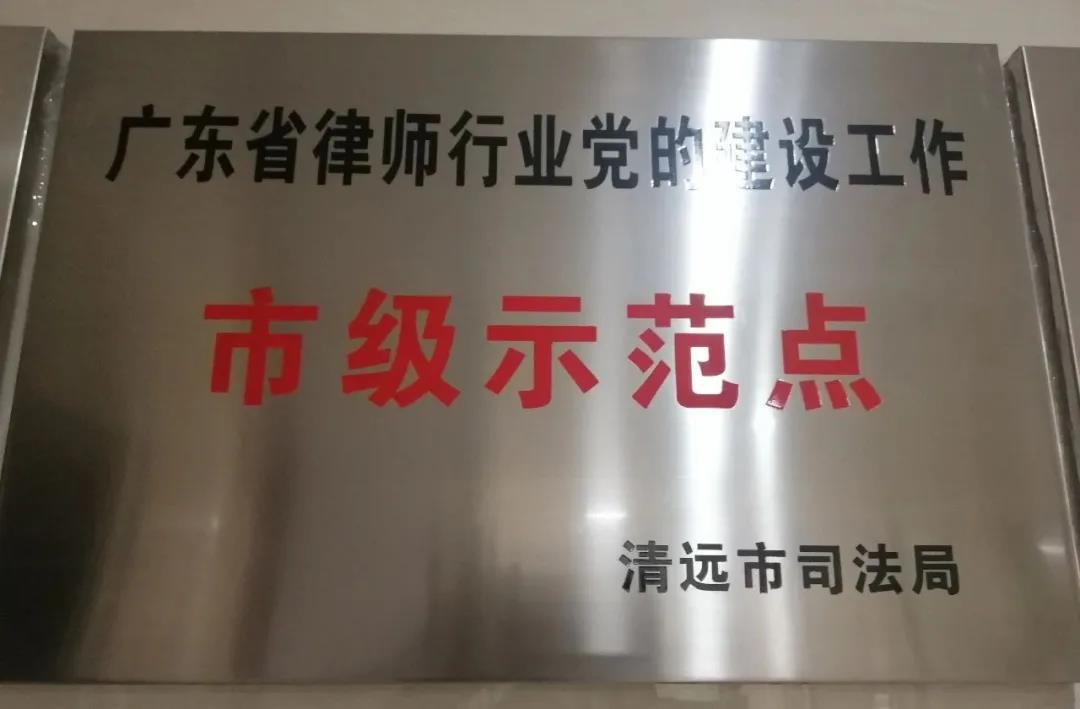 广东省律师行业党的建设工作
市级示范点
清远市司法局